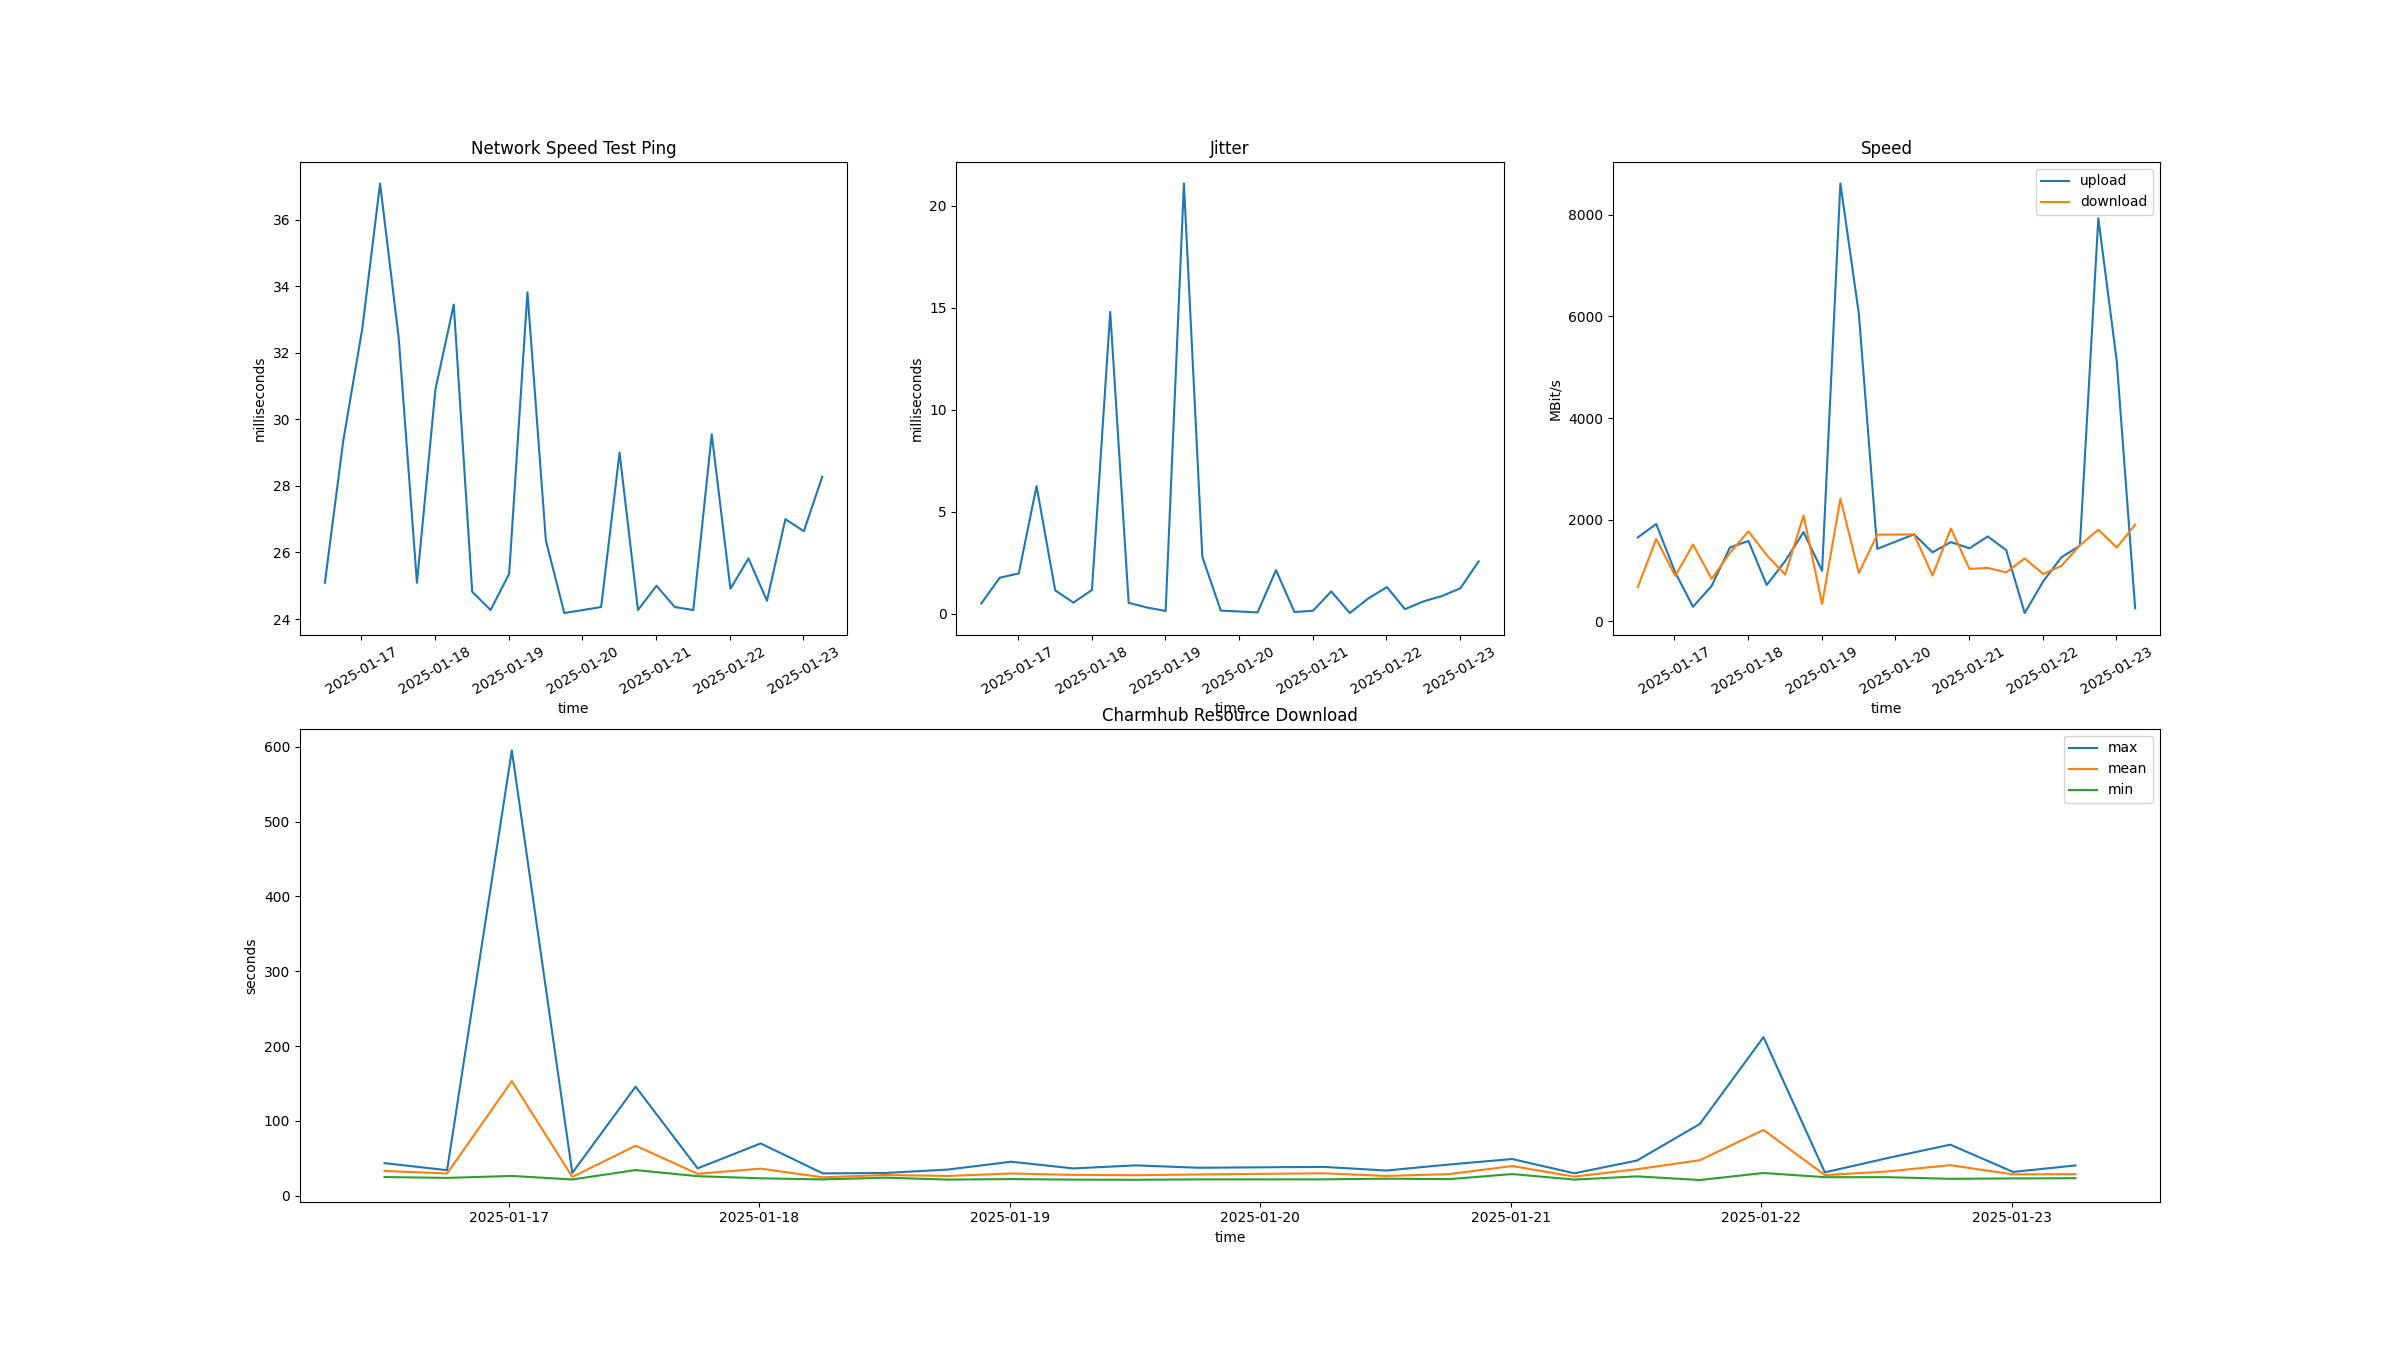 Network Speed Test Ping
milliseconds
36
34
32
30
28
26
24
2025-01-17 2025-01-18 2025-01-19 2025-01-20 2025-01-21 2025-01-22 2025-01-23
time
Jitter
milliseconds
20
15
10
5
0
2025-01-17 2025-01-18 2025-01-19 2025-01-20 2025-01-21 2025-01-22 2025-01-23
time
Speed
upload
download
MBit/s
8000
6000
4000
2000
0
2025-01-17 2025-01-18 2025-01-19 2025-01-20 2025-01-21 2025-01-22 2025-01-23
time
Charmhub Resource Download
max
mean
min
seconds
600
500
400
300
200
100
0
2025-01-17 2025-01-18 2025-01-19 2025-01-20 2025-01-21 2025-01-22 2025-01-23
time